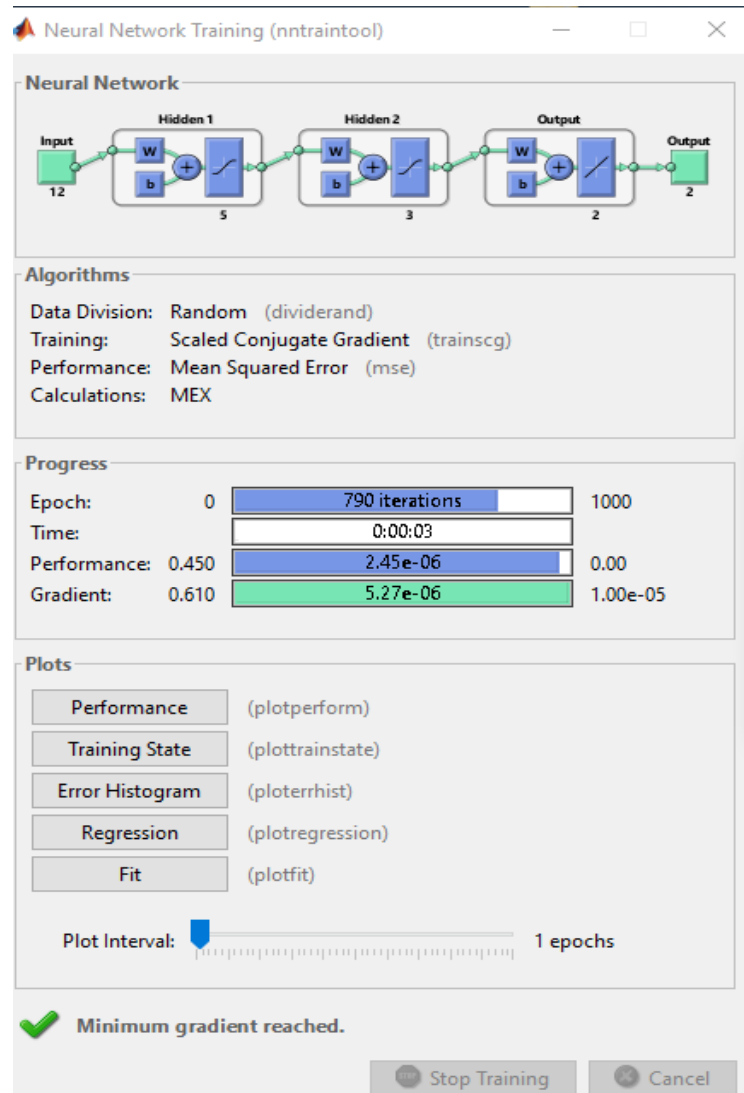 Neural Network Training (nntraintool)
Neural Network
Hidden 1 Hidden 2 Output
Input Output
W W W
+ + +
b b b
12 2
5 3 2
Algorithms
Data Division: Random (dividerand)
Training: Scaled Conjugate Gradient (trainscg)
Performance: Mean Squared Error (mse)
Calculations: MEX
Progress
Epoch: 0 790 iterations 1000
Time: 0:00:03
Performance: 0.450 2.45e-06 0.00
Gradient: 0.610 5.27e-06 1.00e-05
Plots
Performance (plotperform)
Training State (plottrainstate)
Error Histogram (ploterrhist)
Regression (plotregression)
Fit (plotfit)
Plot Interval: 1 epochs
Minimum gradient reached.
STOP Stop Training Cancel